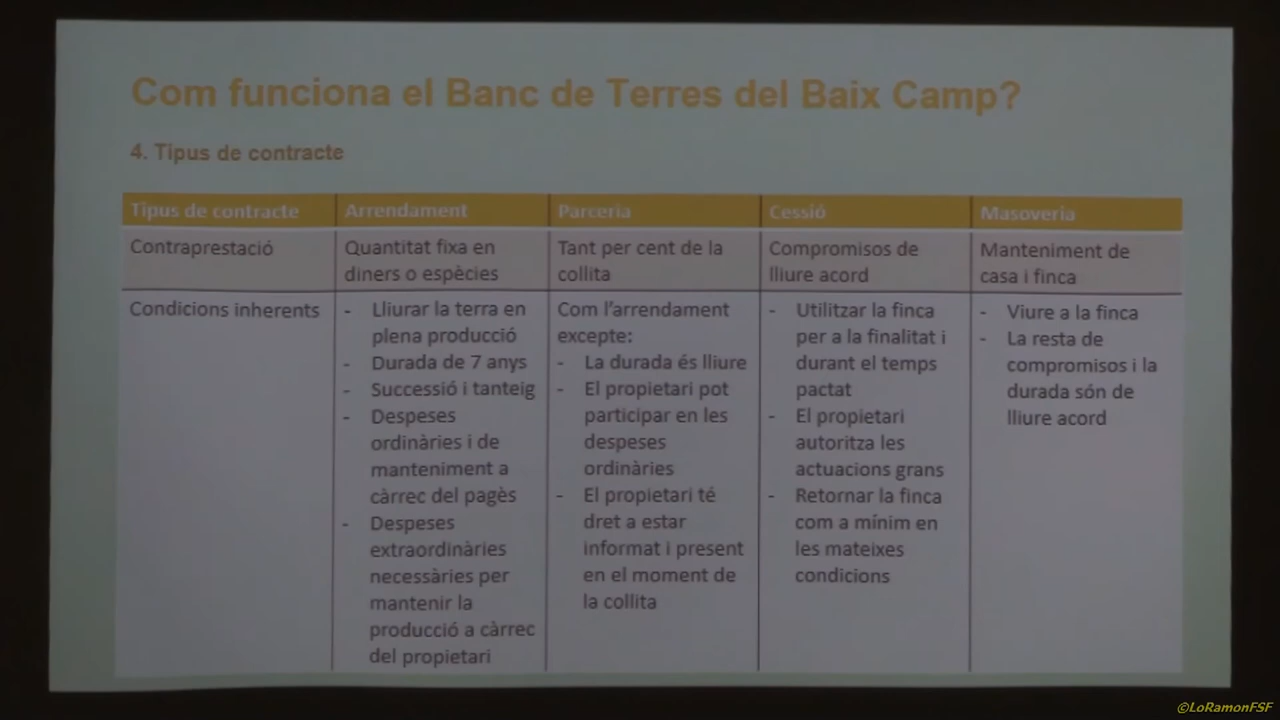 Com funciona el Banc de Terres del Baix Camp?
4. Tipus de contracte
Tipus de contracte
Arrendament
Parceria
Cessió
Masoveria
Contraprestació
Quantitat fixa en
diners o espècies
Tant per cent de la
collita
Compromisos de
lliure acord
Manteniment de
casa i finca
Condicions inherents
- Lliurar la terra en
plena producció
- Durada de 7 anys
- Successió i tanteig
- Despeses
ordinàries i de
manteniment a
càrrec del pagès
- Despeses
extraordinàries
necessàries per
mantenir la
producció a càrrec
del propietari
Com l'arrendament
excepte:
- La durada és lliure
- El propietari pot
participar en les
despeses
ordinàries
- El propietari té
dret a estar
informat i present
en el moment de
la collita
- Utilitzar la finca
per a la finalitat i
durant el temps
pactat
- El propietari
autoritza les
actuacions grans
- Retornar la finca
com a mínim en
les mateixes
condicions
- Viure a la finca
- La resta de
compromisos i la
durada són de
lliure acord
©LoRamonFSF